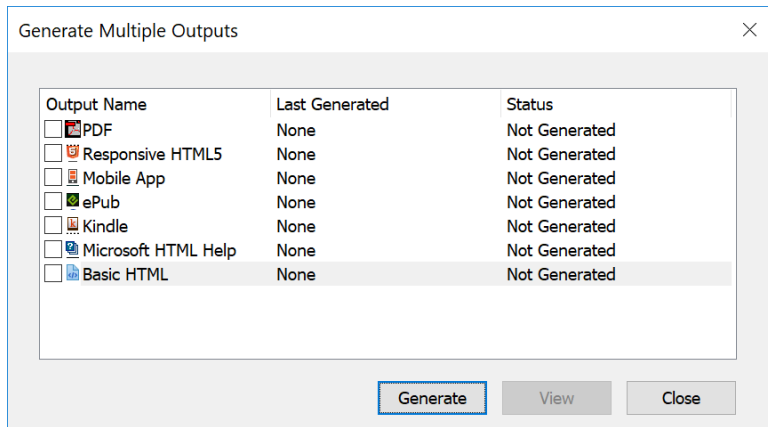 Generate Multiple Outputs
Output Name Last Generated Status
PDF None Not Generated
Responsive HTML5 None Not Generated
Mobile App None Not Generated
ePub None Not Generated
Kindle None Not Generated
Microsoft HTML Help None Not Generated
Basic HTML None Not Generated
Generate View Close